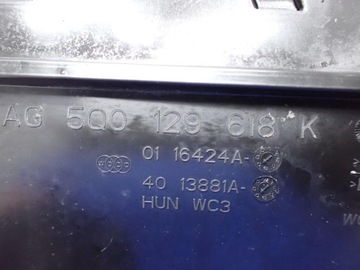 AG 5Q0 129 618 K
01 16424A-
40 13881A-
HUN WC3